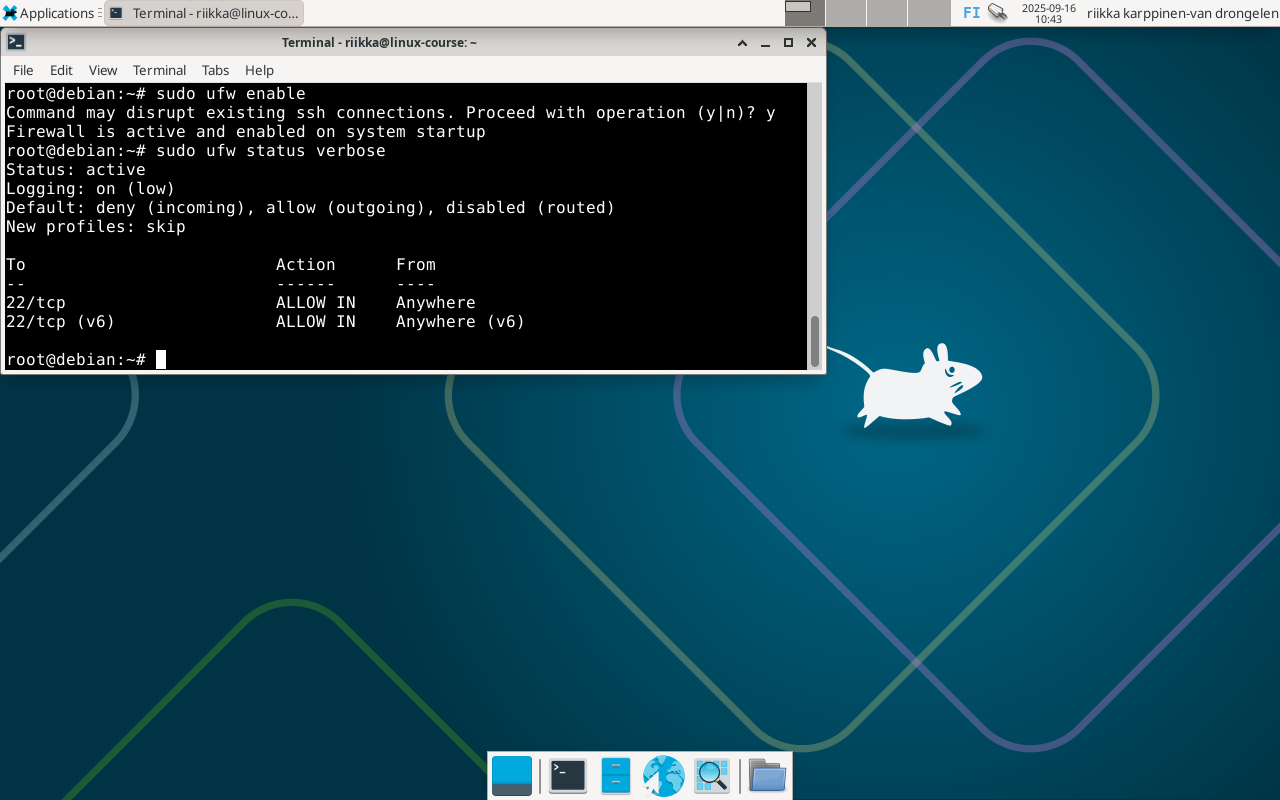 Applications
Terminal - riikka@linux-co...
FI
2025-09-16
10:43
riikka karppinen-van drongelen
Terminal - riikka@linux-course: ~
File Edit View Terminal Tabs Help
root@debian:~# sudo ufw enable
Command may disrupt existing ssh connections. Proceed with operation (y|n)? y
Firewall is active and enabled on system startup
root@debian:~# sudo ufw status verbose
Status: active
Logging: on (low)
Default: deny (incoming), allow (outgoing), disabled (routed)
New profiles: skip
To Action From
-- ------ ----
22/tcp ALLOW IN Anywhere
22/tcp (v6) ALLOW IN Anywhere (v6)
root@debian:~#